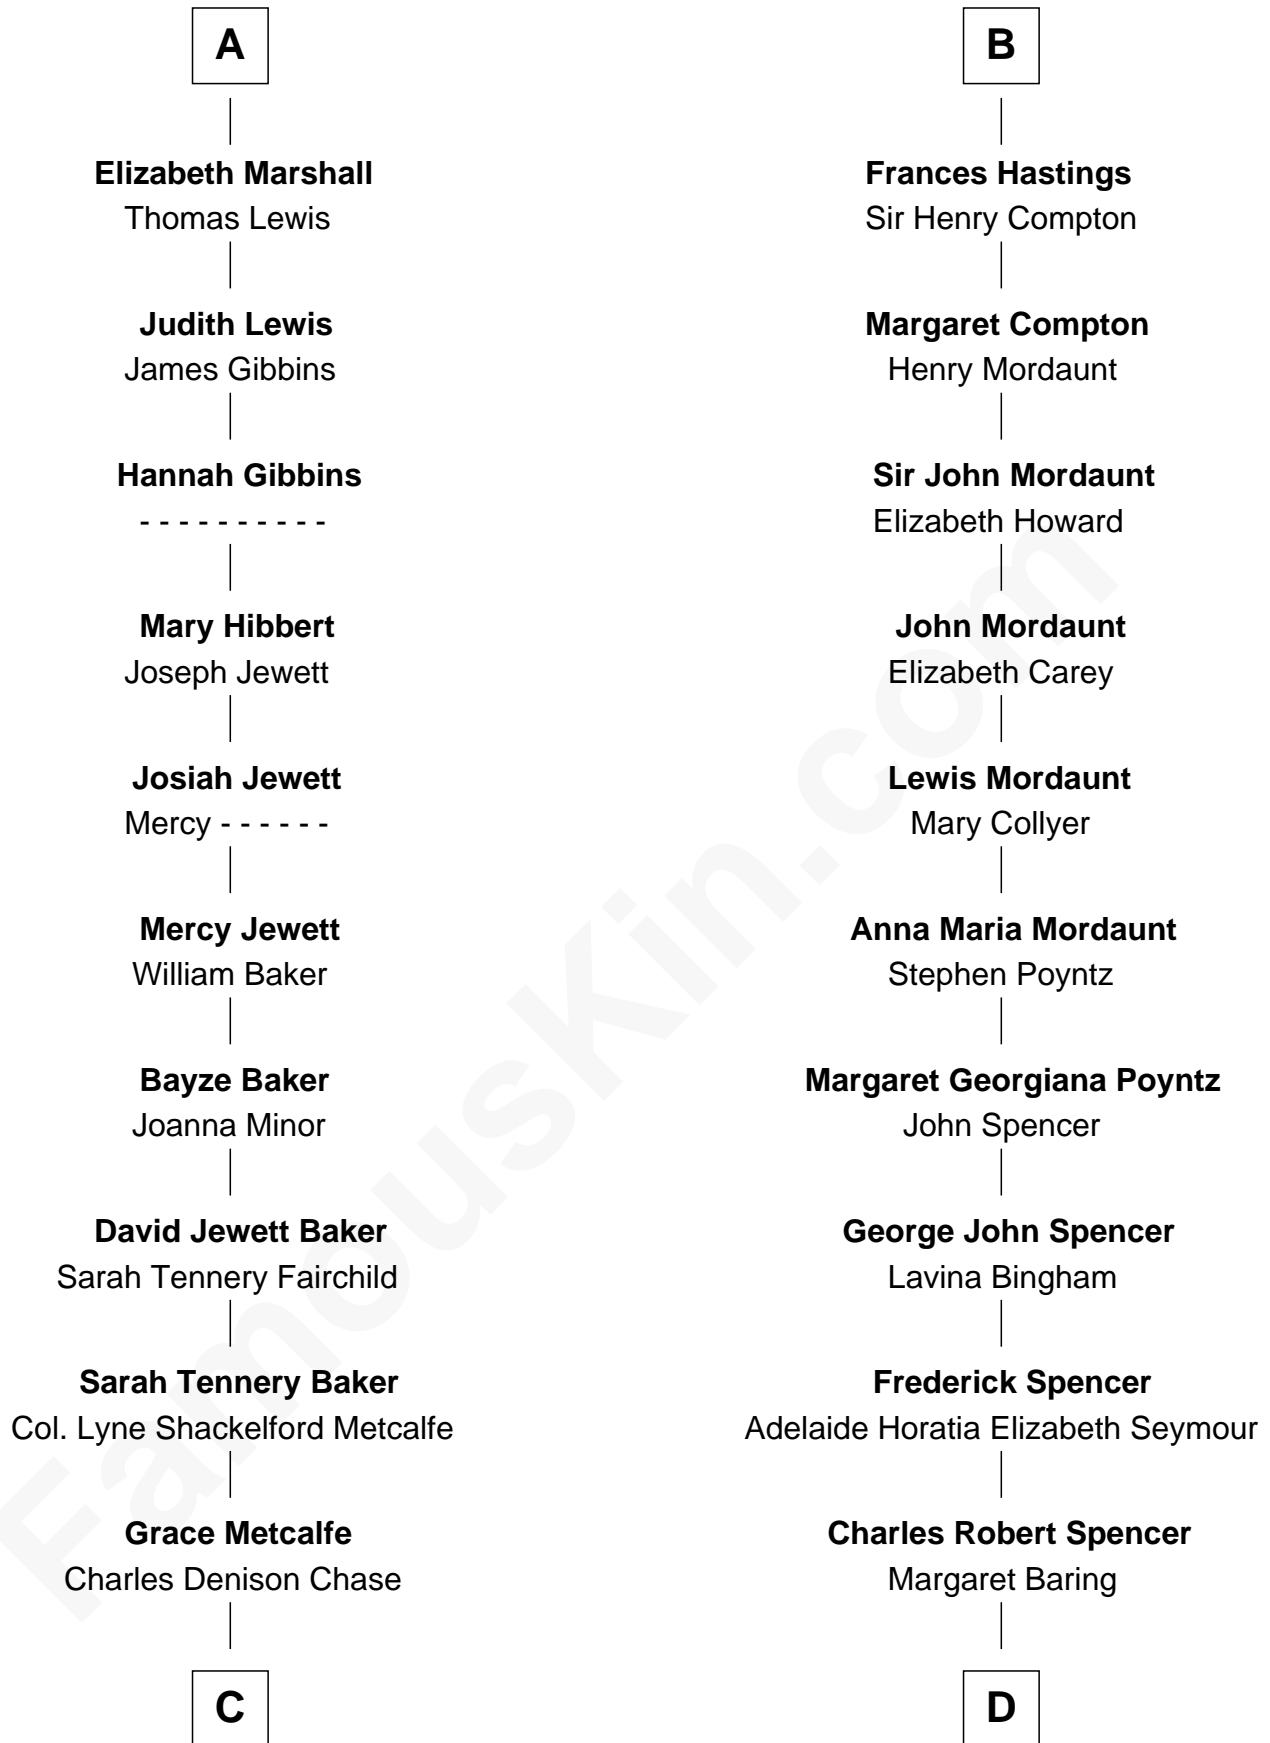 A
Elizabeth Marshall
Thomas Lewis
Judith Lewis
James Gibbins
Hannah Gibbins
- - - - - - - - - -
Mary Hibbert
Joseph Jewett
Josiah Jewett
Mercy - - - - - -
Mercy Jewett
William Baker
Bayze Baker
Joanna Minor
David Jewett Baker
Sarah Tennery Fairchild
Sarah Tennery Baker
Col. Lyne Shackelford Metcalfe
Grace Metcalfe
Charles Denison Chase
C
B
Frances Hastings
Sir Henry Compton
Margaret Compton
Henry Mordaunt
Sir John Mordaunt
Elizabeth Howard
John Mordaunt
Elizabeth Carey
Lewis Mordaunt
Mary Collyer
Anna Maria Mordaunt
Stephen Poyntz
Margaret Georgiana Poyntz
John Spencer
George John Spencer
Lavina Bingham
Frederick Spencer
Adelaide Horatia Elizabeth Seymour
Charles Robert Spencer
Margaret Baring
D
FamousKin.com